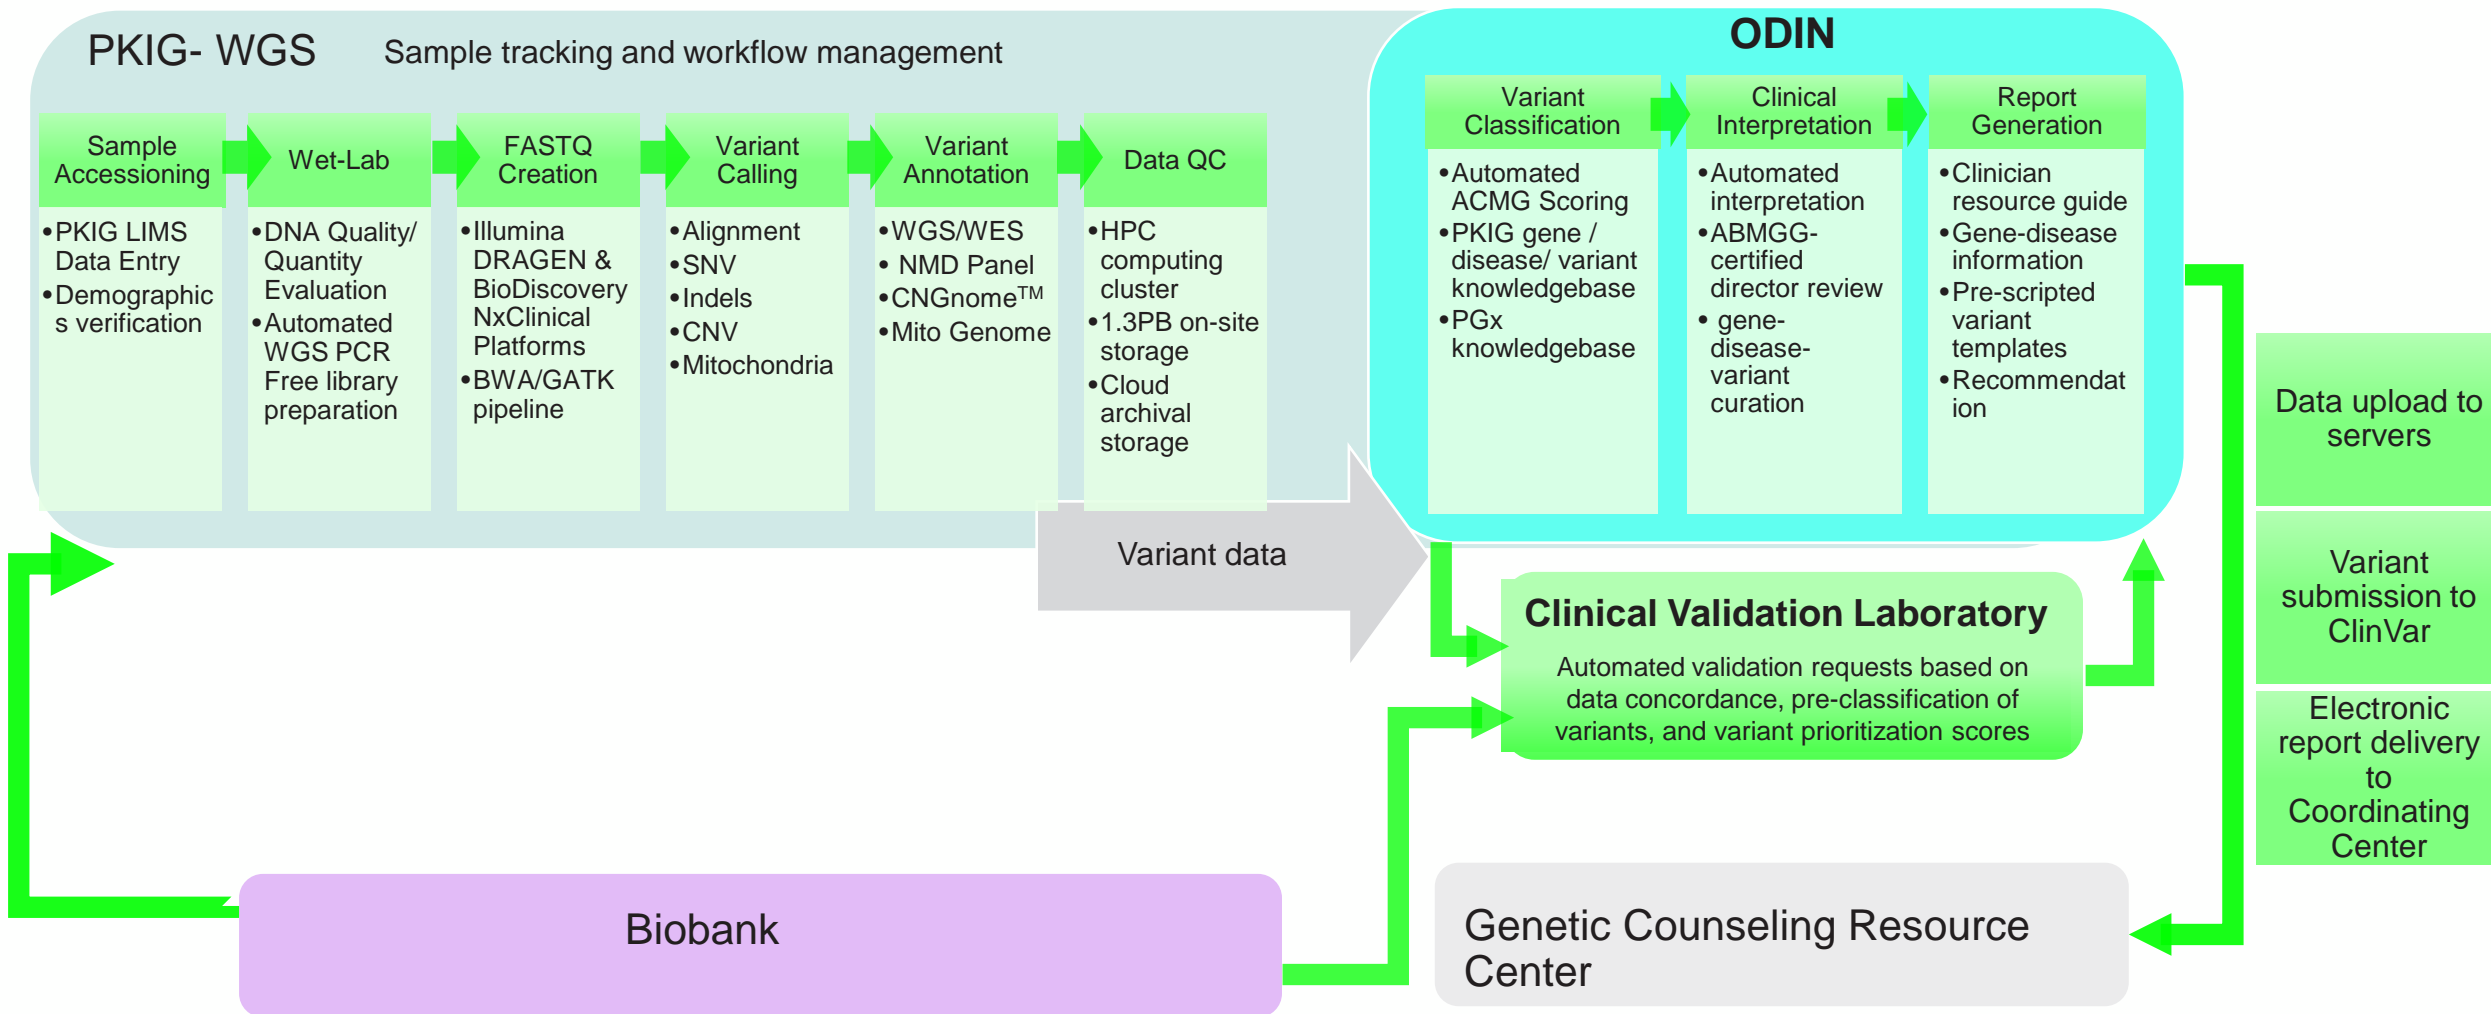 PKIG- WGS
Sample tracking and workflow management
Sample
Accessioning
•PKIG LIMS
Data Entry
•Demographic
s verification
Wet-Lab
•DNA Quality/
Quantity
Evaluation
•Automated
WGS PCR
Free library
preparation
FASTQ
Creation
•Illumina
DRAGEN &
BioDiscovery
NxClinical
Platforms
•BWA/GATK
pipeline
Variant
Calling
•Alignment
•SNV
•Indels
•CNV
•Mitochondria
Variant
Annotation
•WGS/WES
• NMD Panel
•CNGnome™
•Mito Genome
Data QC
•HPC
computing
cluster
•1.3PB on-site
storage
•Cloud
archival
storage
Variant data
ODIN
Variant
Classification
•Automated
ACMG Scoring
•PKIG gene /
disease/ variant
knowledgebase
•PGx
knowledgebase
Clinical
Interpretation
•Automated
interpretation
•ABMGG-
certified
director review
• gene-
disease-
variant
curation
Report
Generation
•Clinician
resource guide
•Gene-disease
information
•Pre-scripted
variant
templates
•Recommendat
ion
Clinical Validation Laboratory
Automated validation requests based on
data concordance, pre-classification of
variants, and variant prioritization scores
Data upload to
servers
Variant
submission to
ClinVar
Electronic
report delivery
to
Coordinating
Center
Biobank
Genetic Counseling Resource
Center